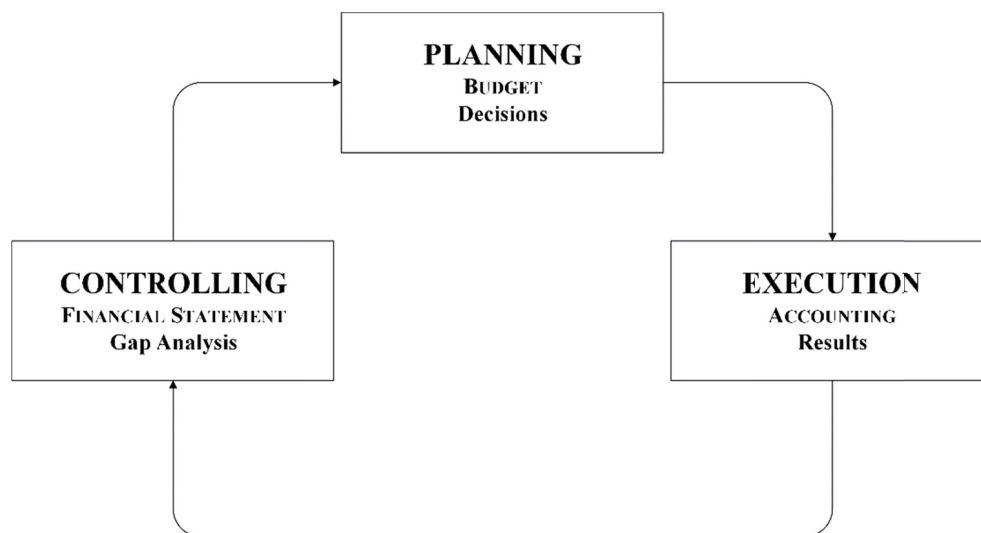 PLANNING
BUDGET
Decisions
CONTROLLING
FINANCIAL STATEMENT
Gap Analysis
EXECUTION
ACCOUNTING
Results